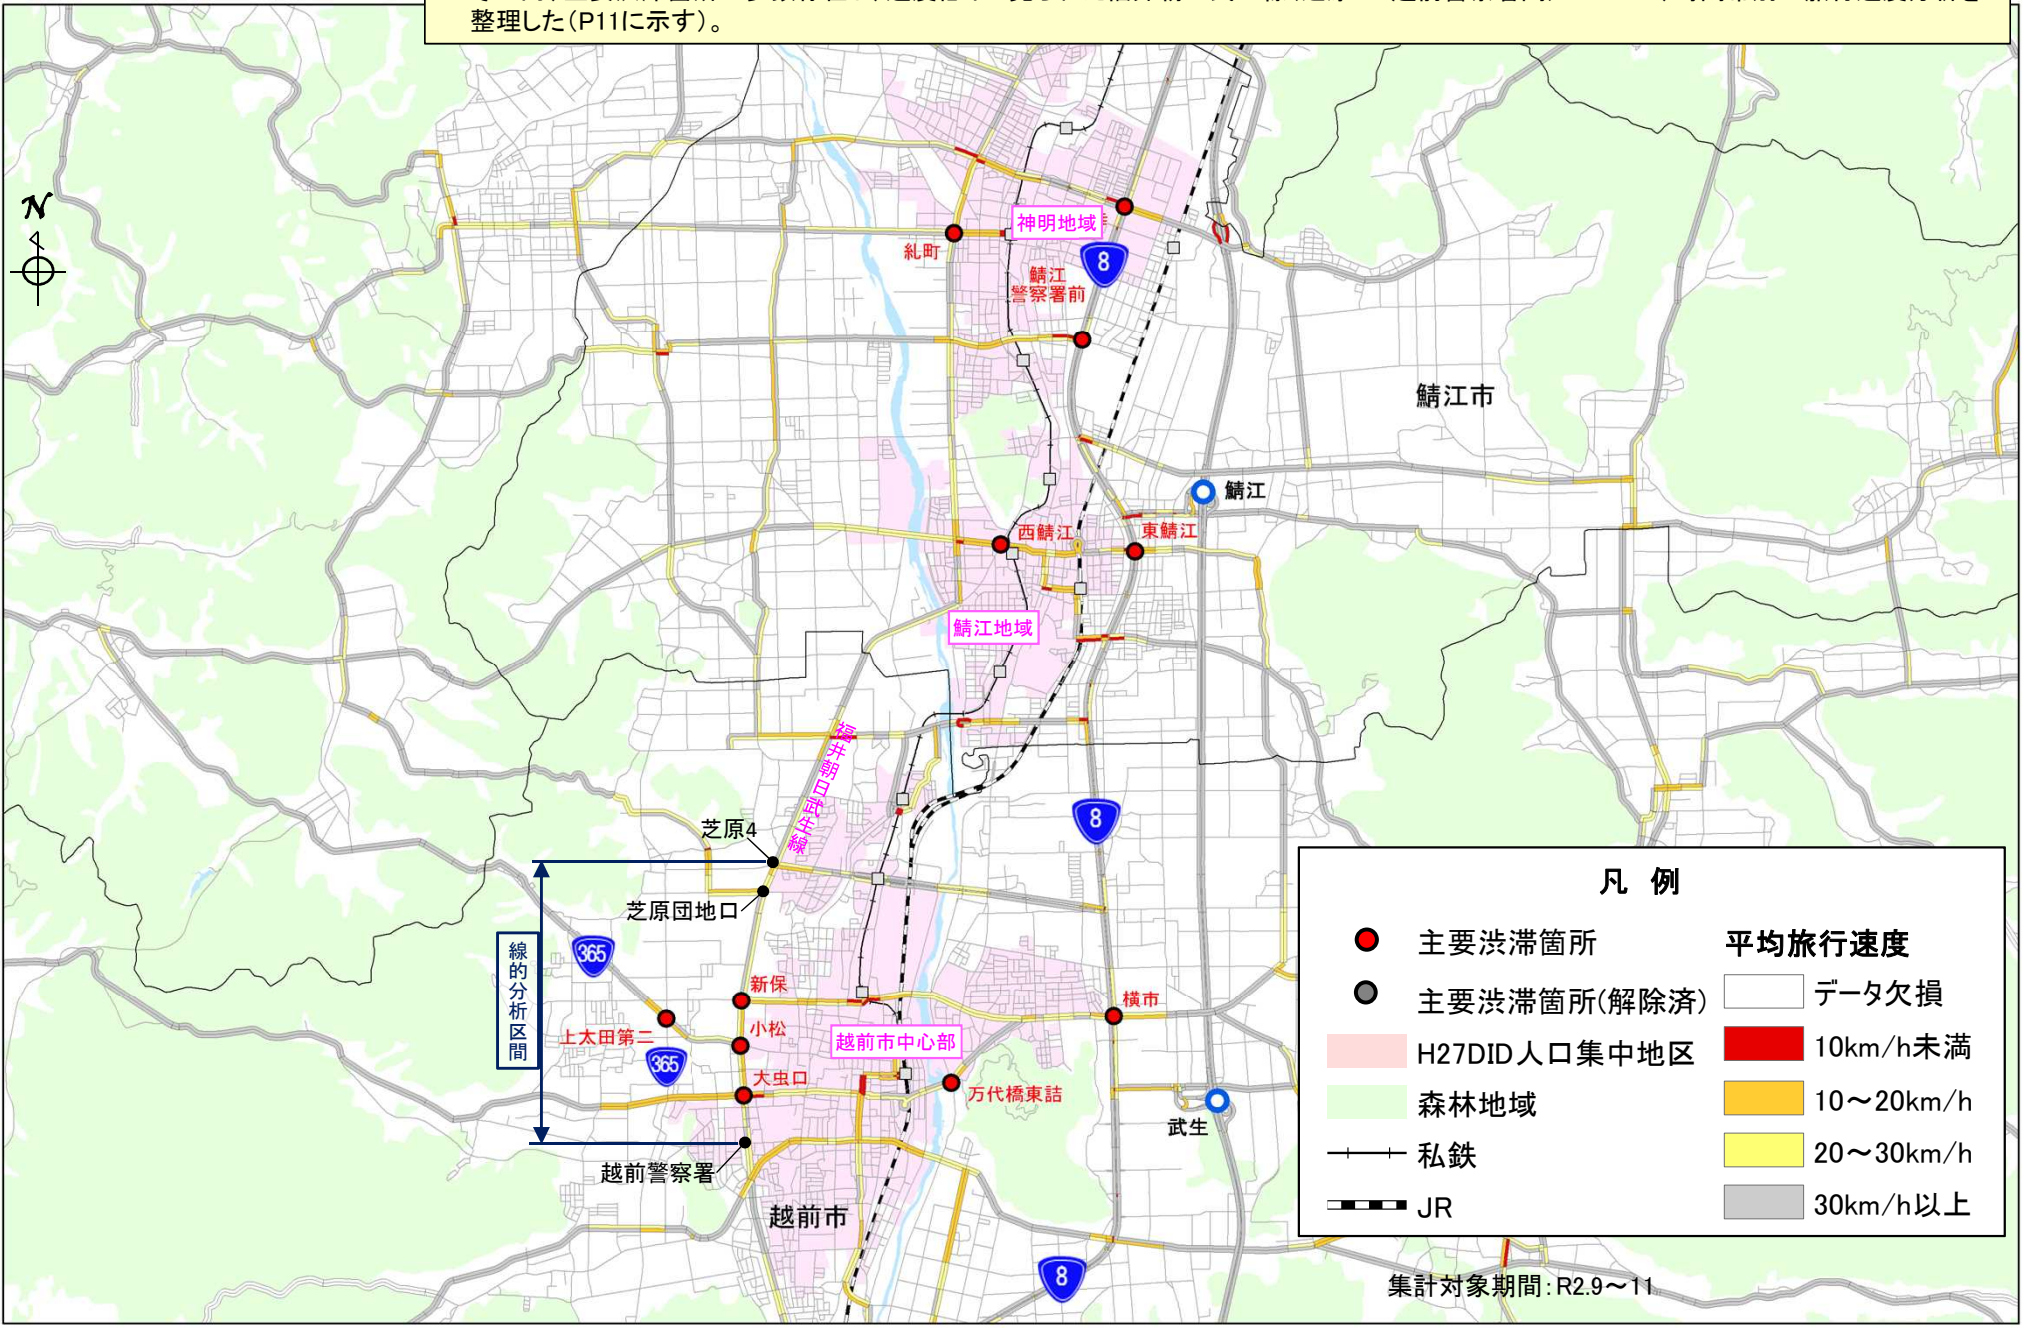 整理した(P11に示す)。
N
神明地域
糺町
8
鯖江
警察署前
鯖江市
鯖江
西鯖江
東鯖江
鯖江地域
福井朝日武生線
8
芝原4
芝原団地口
線的分析区間
365
新保
横市
上太田第二
小松
越前市中心部
365
大虫口
万代橋東詰
武生
越前警察署
越前市
8
凡 例
主要渋滞箇所
主要渋滞箇所(解除済)
H27DID人口集中地区
森林地域
私鉄
JR
平均旅行速度
データ欠損
10km/h未満
10～20km/h
20～30km/h
30km/h以上
集計対象期間：R2.9～11